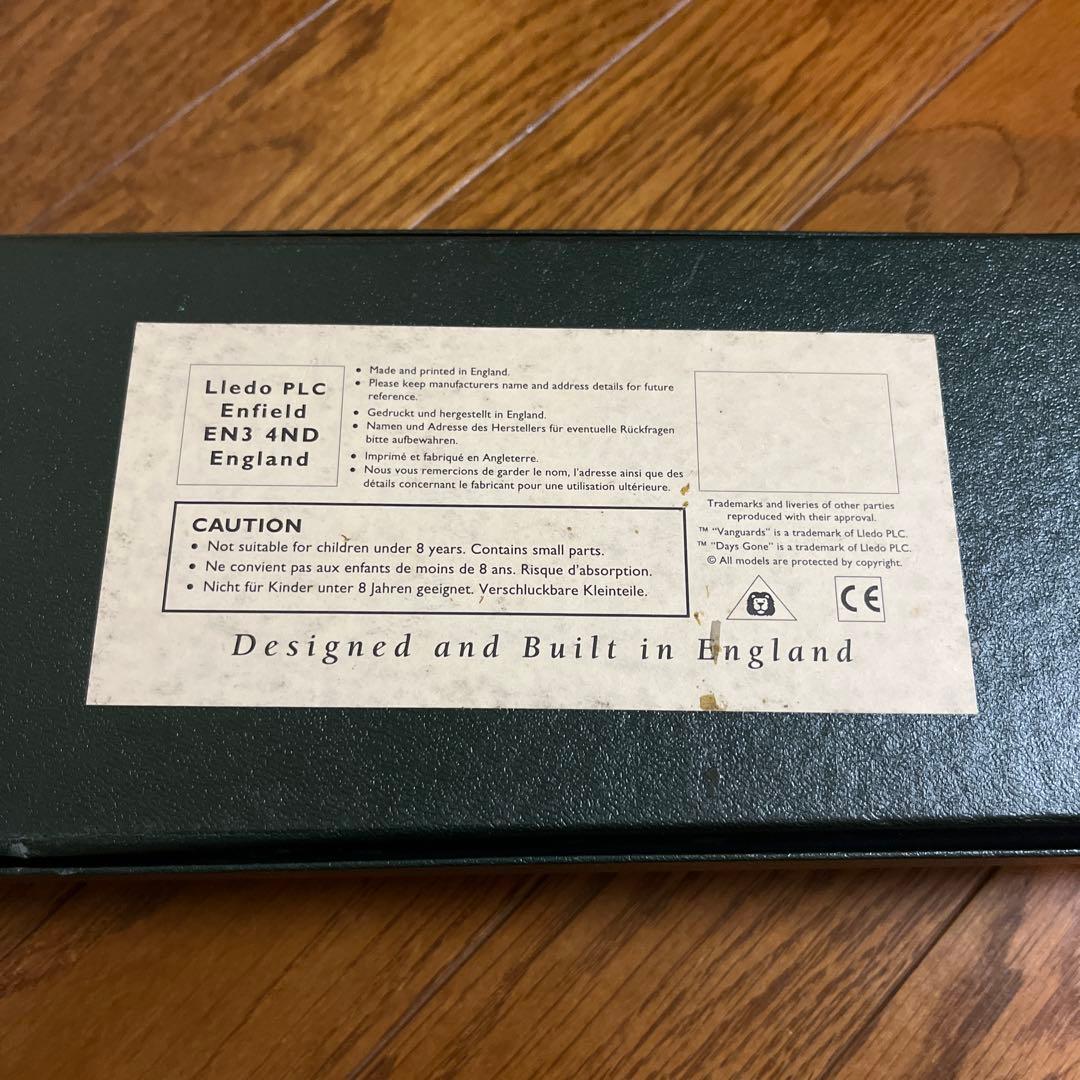 Lledo PLC
Enfield
EN3 4ND
England
• Made and printed in England.
• Please keep manufacturers name and address details for future
reference.
• Gedruckt und hergestellt in England.
• Namen und Adresse des Herstellers für eventuelle Rückfragen
bitte aufbewahren.
• Imprimé et fabriqué en Angleterre.
• Nous vous remercions de garder le nom, l'adresse ainsi que des
détails concernant le fabricant pour une utilisation ultérieure.
CAUTION
• Not suitable for children under 8 years. Contains small parts.
• Ne convient pas aux enfants de moins de 8 ans. Risque d'absorption.
• Nicht für Kinder unter 8 Jahren geeignet. Verschluckbare Kleinteile.
Trademarks and liveries of other parties
reproduced with their approval.
™ "Vanguards" is a trademark of Lledo PLC.
™ "Days Gone" is a trademark of Lledo PLC.
© All models are protected by copyright.
CE
Designed and Built in England